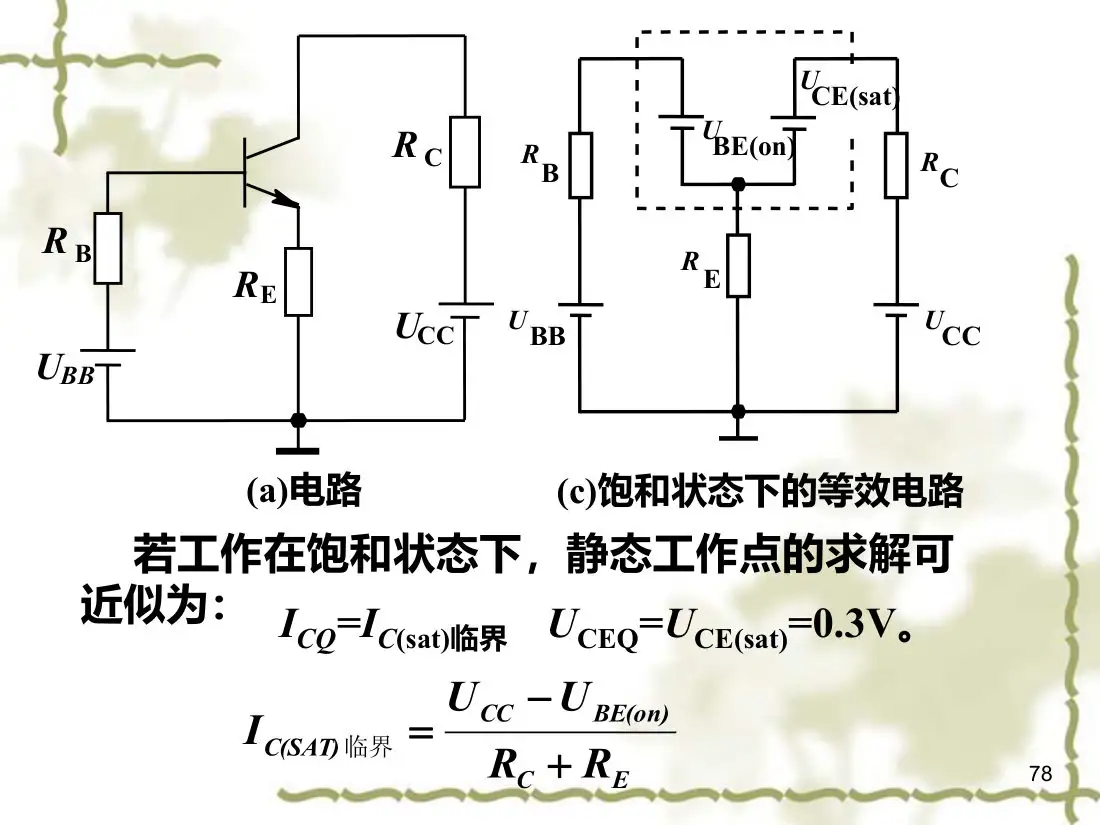 R C
R B
R E
U CC
U BB
U CE(sat)
U BE(on)
R B
R C
R E
U BB
U CC
(a)电路
(c)饱和状态下的等效电路
若工作在饱和状态下，静态工作点的求解可
近似为：
I CQ=I C(sat)临界 U CEQ=U CE(sat)=0.3V。
I C(SAT)临界 = (U CC − U BE(on)) / (R C + R E)
78